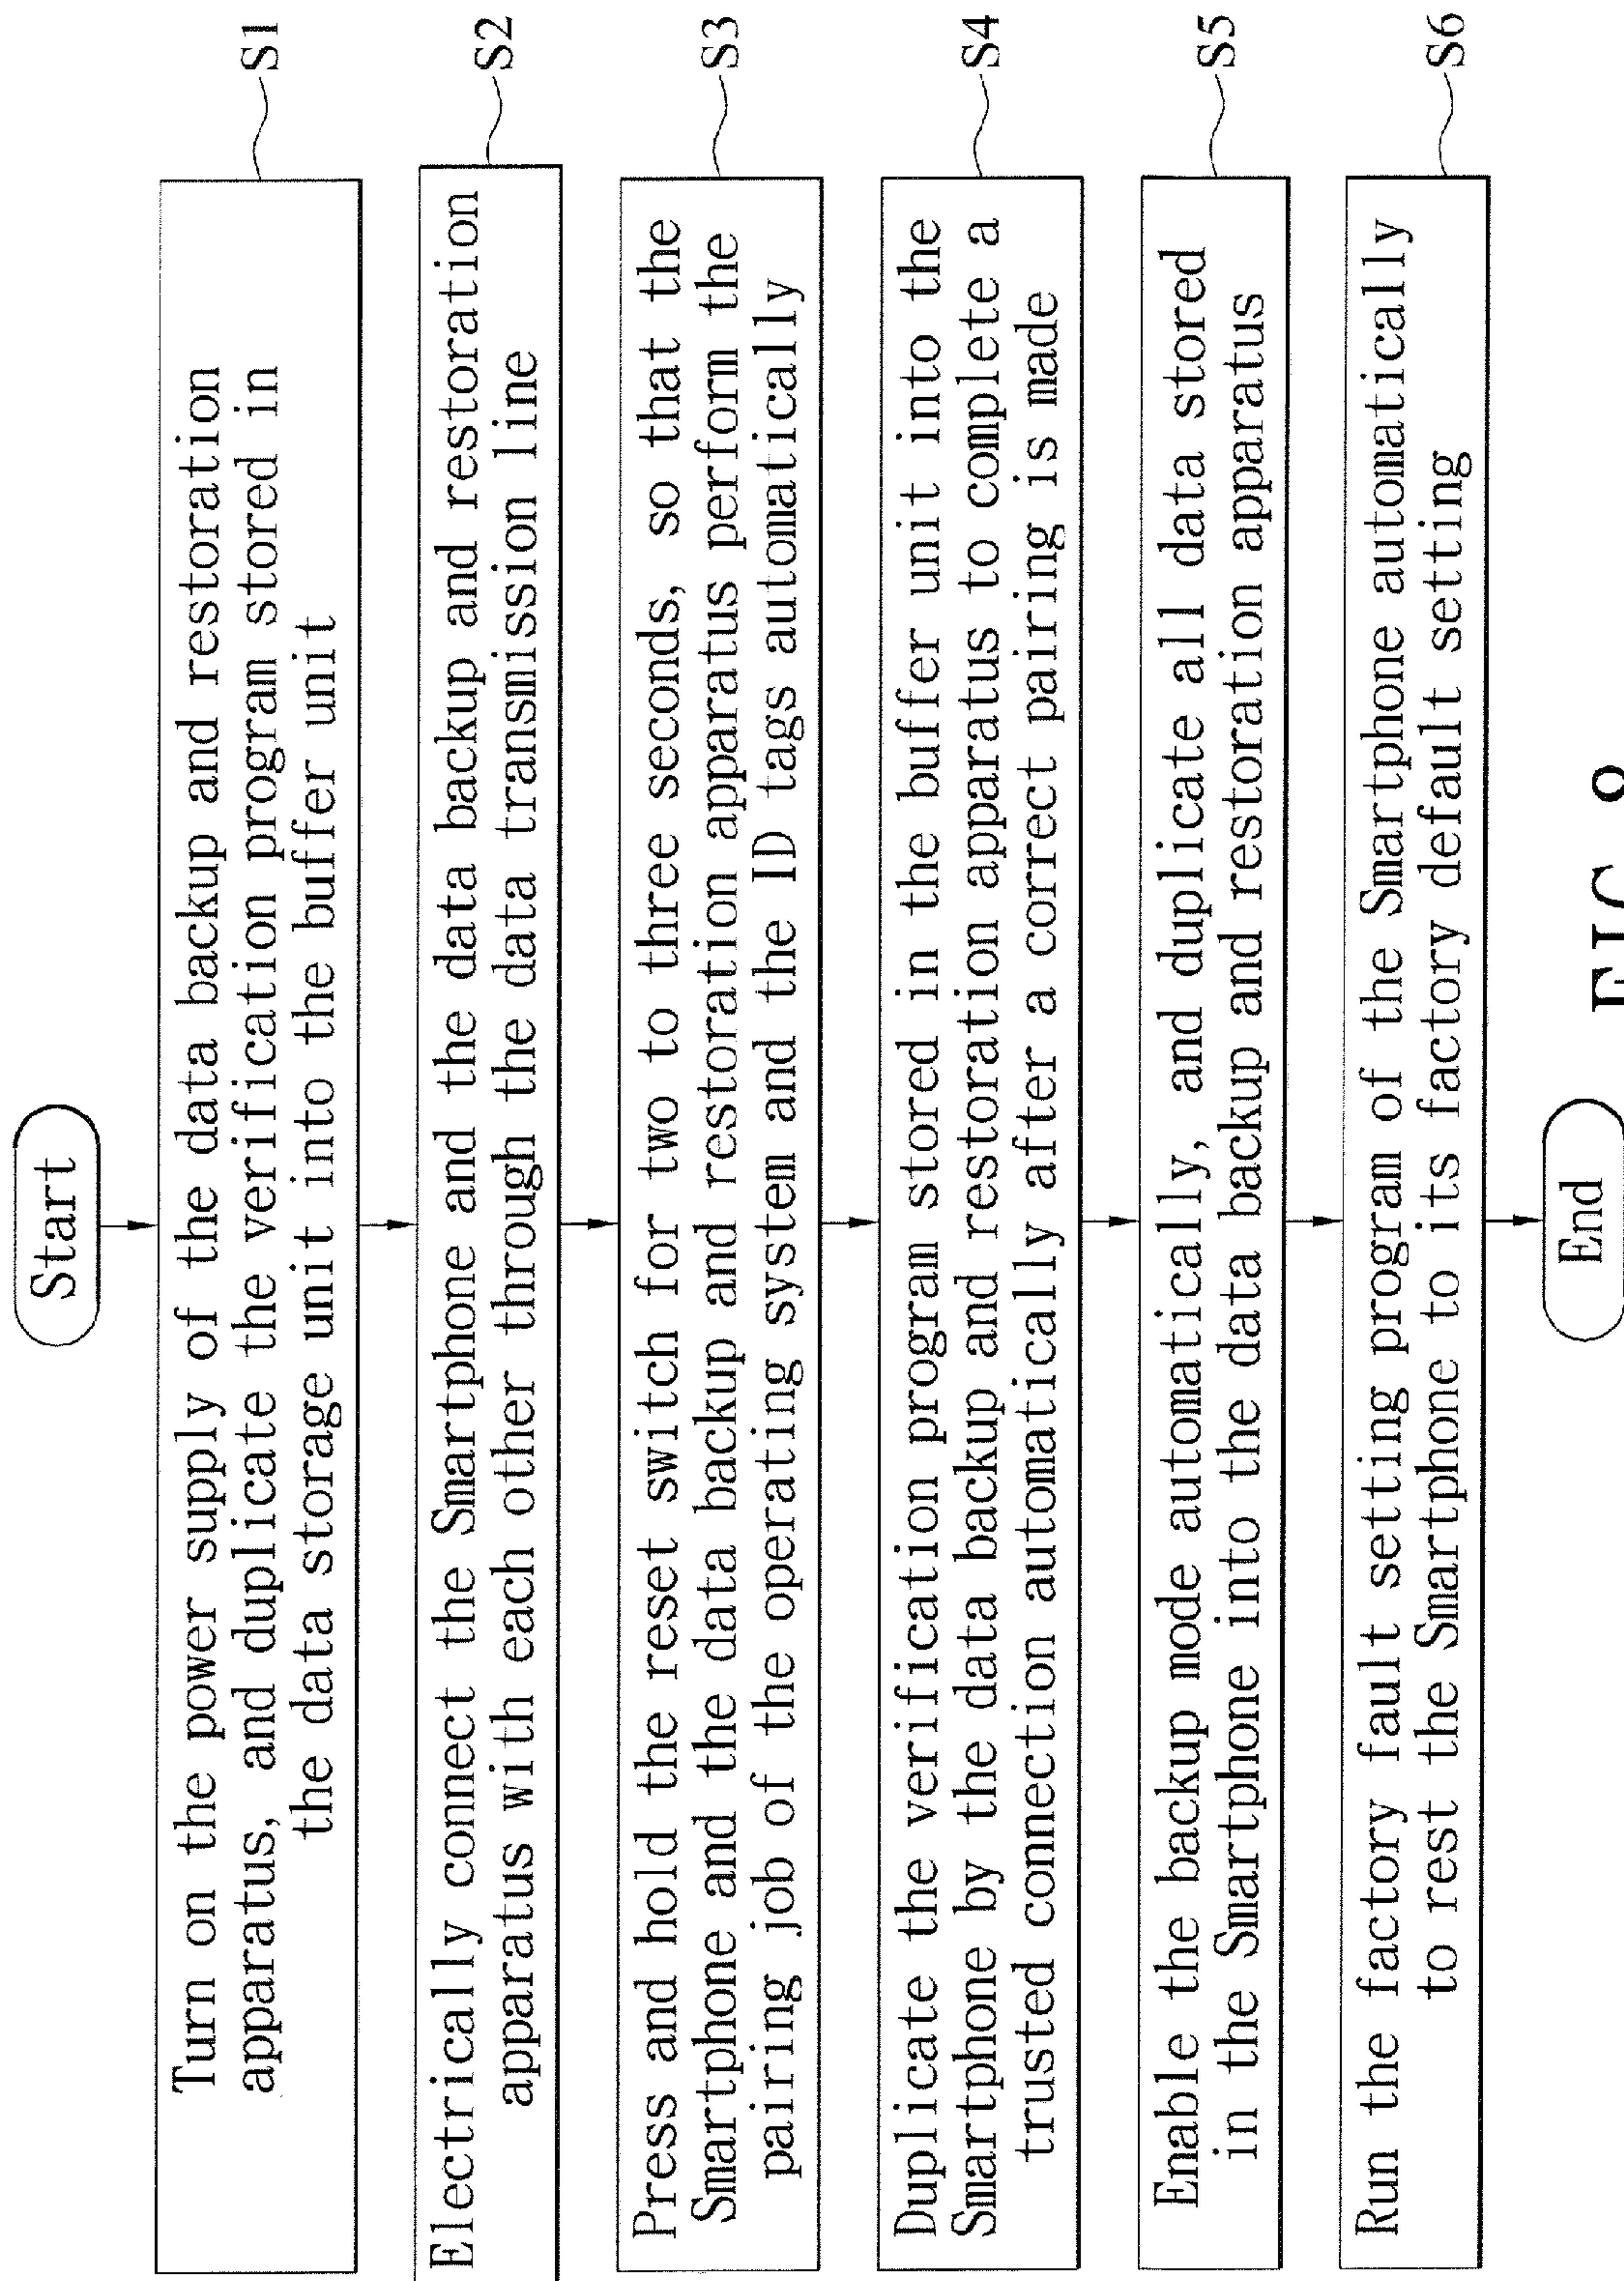 Start
Turn on the power supply of the data backup and restoration
apparatus, and duplicate the verification program stored in
the data storage unit into the buffer unit
S1
Electrically connect the Smartphone and the data backup and restoration
apparatus with each other through the data transmission line
S2
Press and hold the reset switch for two to three seconds, so that the
Smartphone and the data backup and restoration apparatus perform the
pairing job of the operating system and the ID tags automatically
S3
Duplicate the verification program stored in the buffer unit into the
Smartphone by the data backup and restoration apparatus to complete a
trusted connection automatically after a correct pairing is made
S4
Enable the backup mode automatically, and duplicate all data stored
in the Smartphone into the data backup and restoration apparatus
S5
Run the factory fault setting program of the Smartphone automatically
to rest the Smartphone to its factory default setting
S6
End